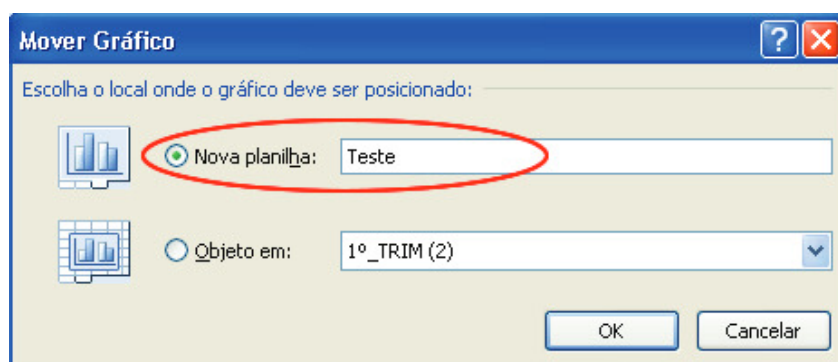 Mover Gráfico
Escolha o local onde o gráfico deve ser posicionado:
Nova planilha: Teste
Objeto em: 1º_TRIM (2)
OK Cancelar